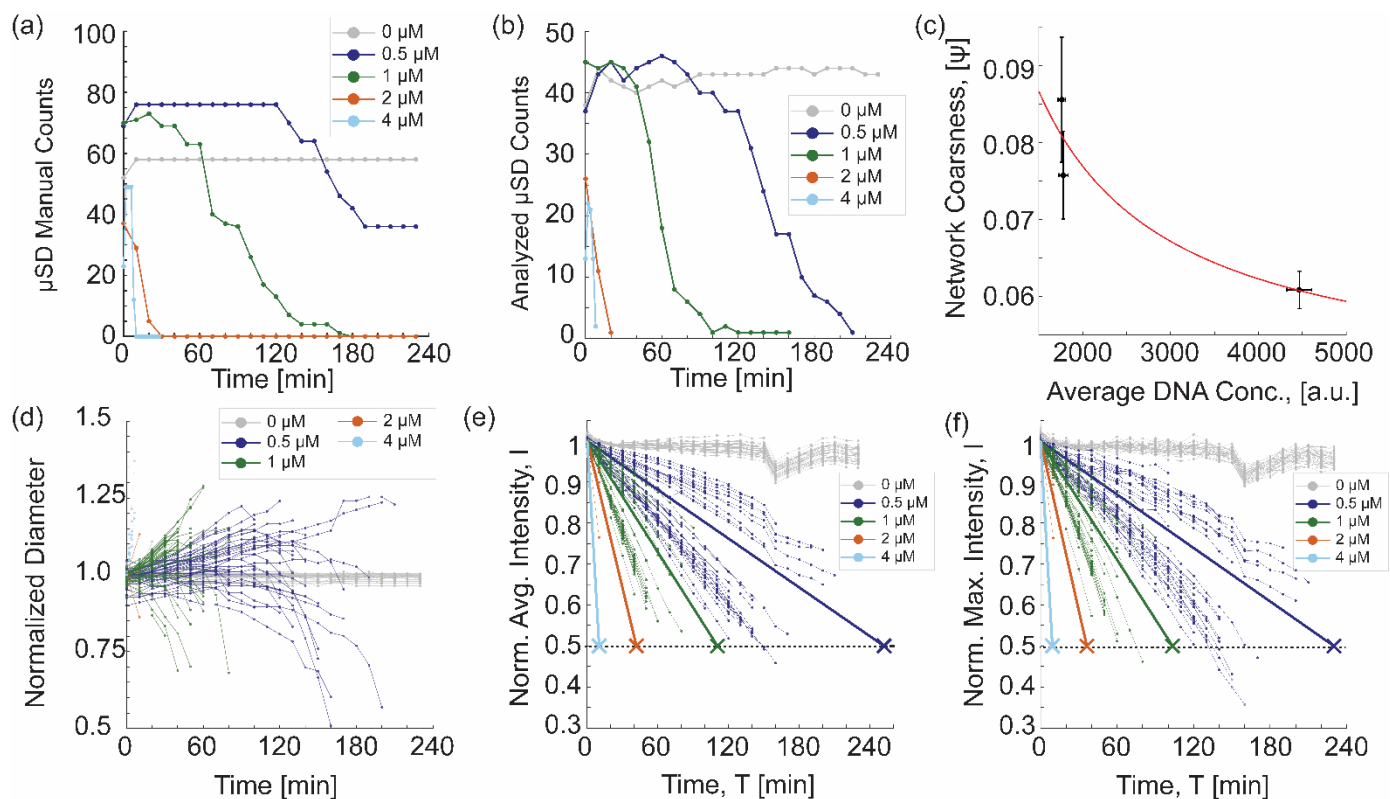 (a)
μSD Manual Counts
100
80
60
40
20
0
0 60 120 180 240
Time [min]
0 μM
0.5 μM
1 μM
2 μM
4 μM
(b)
Analyzed μSD Counts
50
40
30
20
10
0
0 60 120 180 240
Time [min]
0 μM
0.5 μM
1 μM
2 μM
4 μM
(c)
Network Coarsness, [Ψ]
0.09
0.08
0.07
0.06
2000 3000 4000 5000
Average DNA Conc., [a.u.]
(d)
Normalized Diameter
1.5
1.25
1.0
0.75
0.5
0 60 120 180 240
Time [min]
0 μM
0.5 μM
1 μM
2 μM
4 μM
(e)
Norm. Avg. Intensity, I
1
0.9
0.8
0.7
0.6
0.5
0.4
0.3
0 60 120 180 240
Time, T [min]
0 μM
0.5 μM
1 μM
2 μM
4 μM
(f)
Norm. Max. Intensity, I
1
0.9
0.8
0.7
0.6
0.5
0.4
0.3
0 60 120 180 240
Time, T [min]
0 μM
0.5 μM
1 μM
2 μM
4 μM